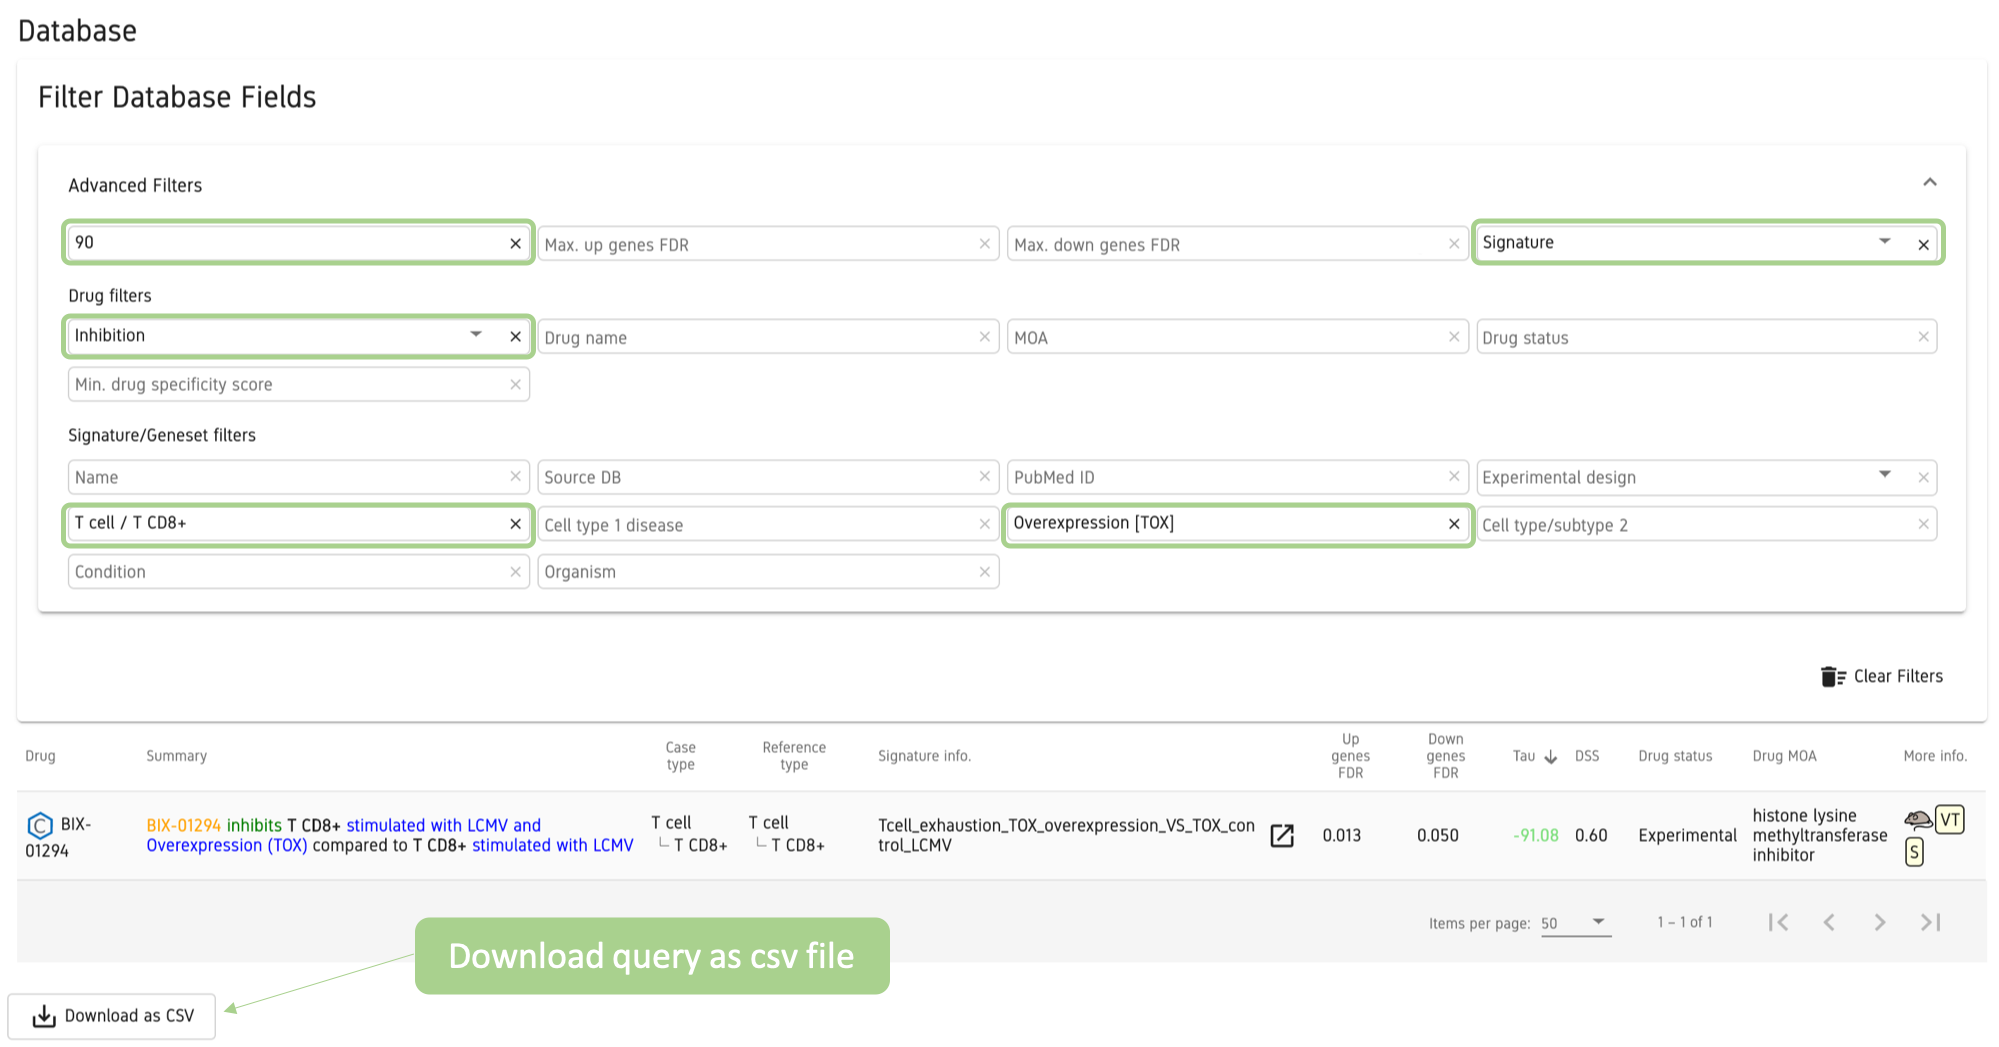 Database
Filter Database Fields
Advanced Filters
90
Max. up genes FDR
Max. down genes FDR
Signature
Drug filters
Inhibition
Drug name
MOA
Drug status
Min. drug specificity score
Signature/Geneset filters
Name
Source DB
PubMed ID
Experimental design
T cell / T CD8+
Cell type 1 disease
Overexpression [TOX]
Cell type/subtype 2
Condition
Organism
Clear Filters
Drug
Summary
Case
type
Reference
type
Signature info.
Up
genes
FDR
Down
genes
FDR
Tau
DSS
Drug status
Drug MOA
More info.
C BIX-
01294
BIX-01294 inhibits T CD8+ stimulated with LCMV and
Overexpression (TOX) compared to T CD8+ stimulated with LCMV
T cell
T CD8+
T cell
T CD8+
Tcell_exhaustion_TOX_overexpression_VS_TOX_con
trol_LCMV
0.013
0.050
-91.08
0.60
Experimental
histone lysine
methyltransferase
inhibitor
VT
S
Items per page: 50
1 – 1 of 1
Download query as csv file
Download as CSV